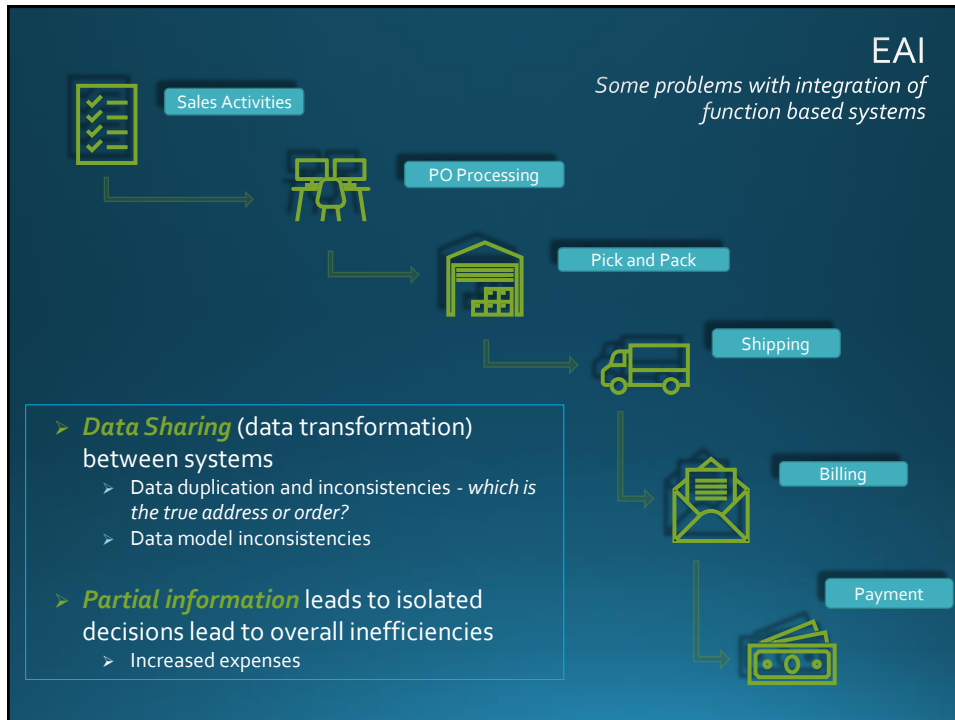 EAI
Some problems with integration of
function based systems
Sales Activities
PO Processing
Pick and Pack
Shipping
Billing
Payment
➢ Data Sharing (data transformation)
between systems
➢ Data duplication and inconsistencies - which is
the true address or order?
➢ Data model inconsistencies
➢ Partial information leads to isolated
decisions lead to overall inefficiencies
➢ Increased expenses